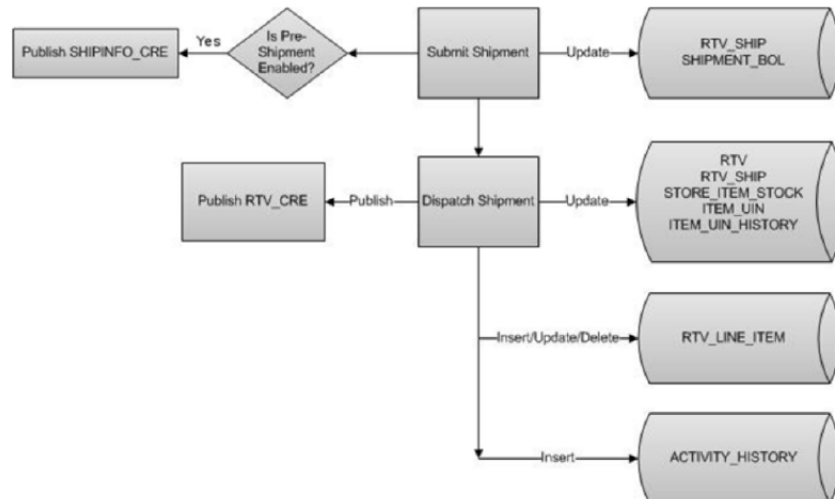 Publish SHIPINFO_CRE
Yes
Is Pre-
Shipment
Enabled?
Submit Shipment
Update
RTV_SHIP
SHIPMENT_BOL
Publish RTV_CRE
Publish
Dispatch Shipment
Update
RTV
RTV_SHIP
STORE_ITEM_STOCK
ITEM_UIN
ITEM_UIN_HISTORY
Insert/Update/Delete
RTV_LINE_ITEM
Insert
ACTIVITY_HISTORY